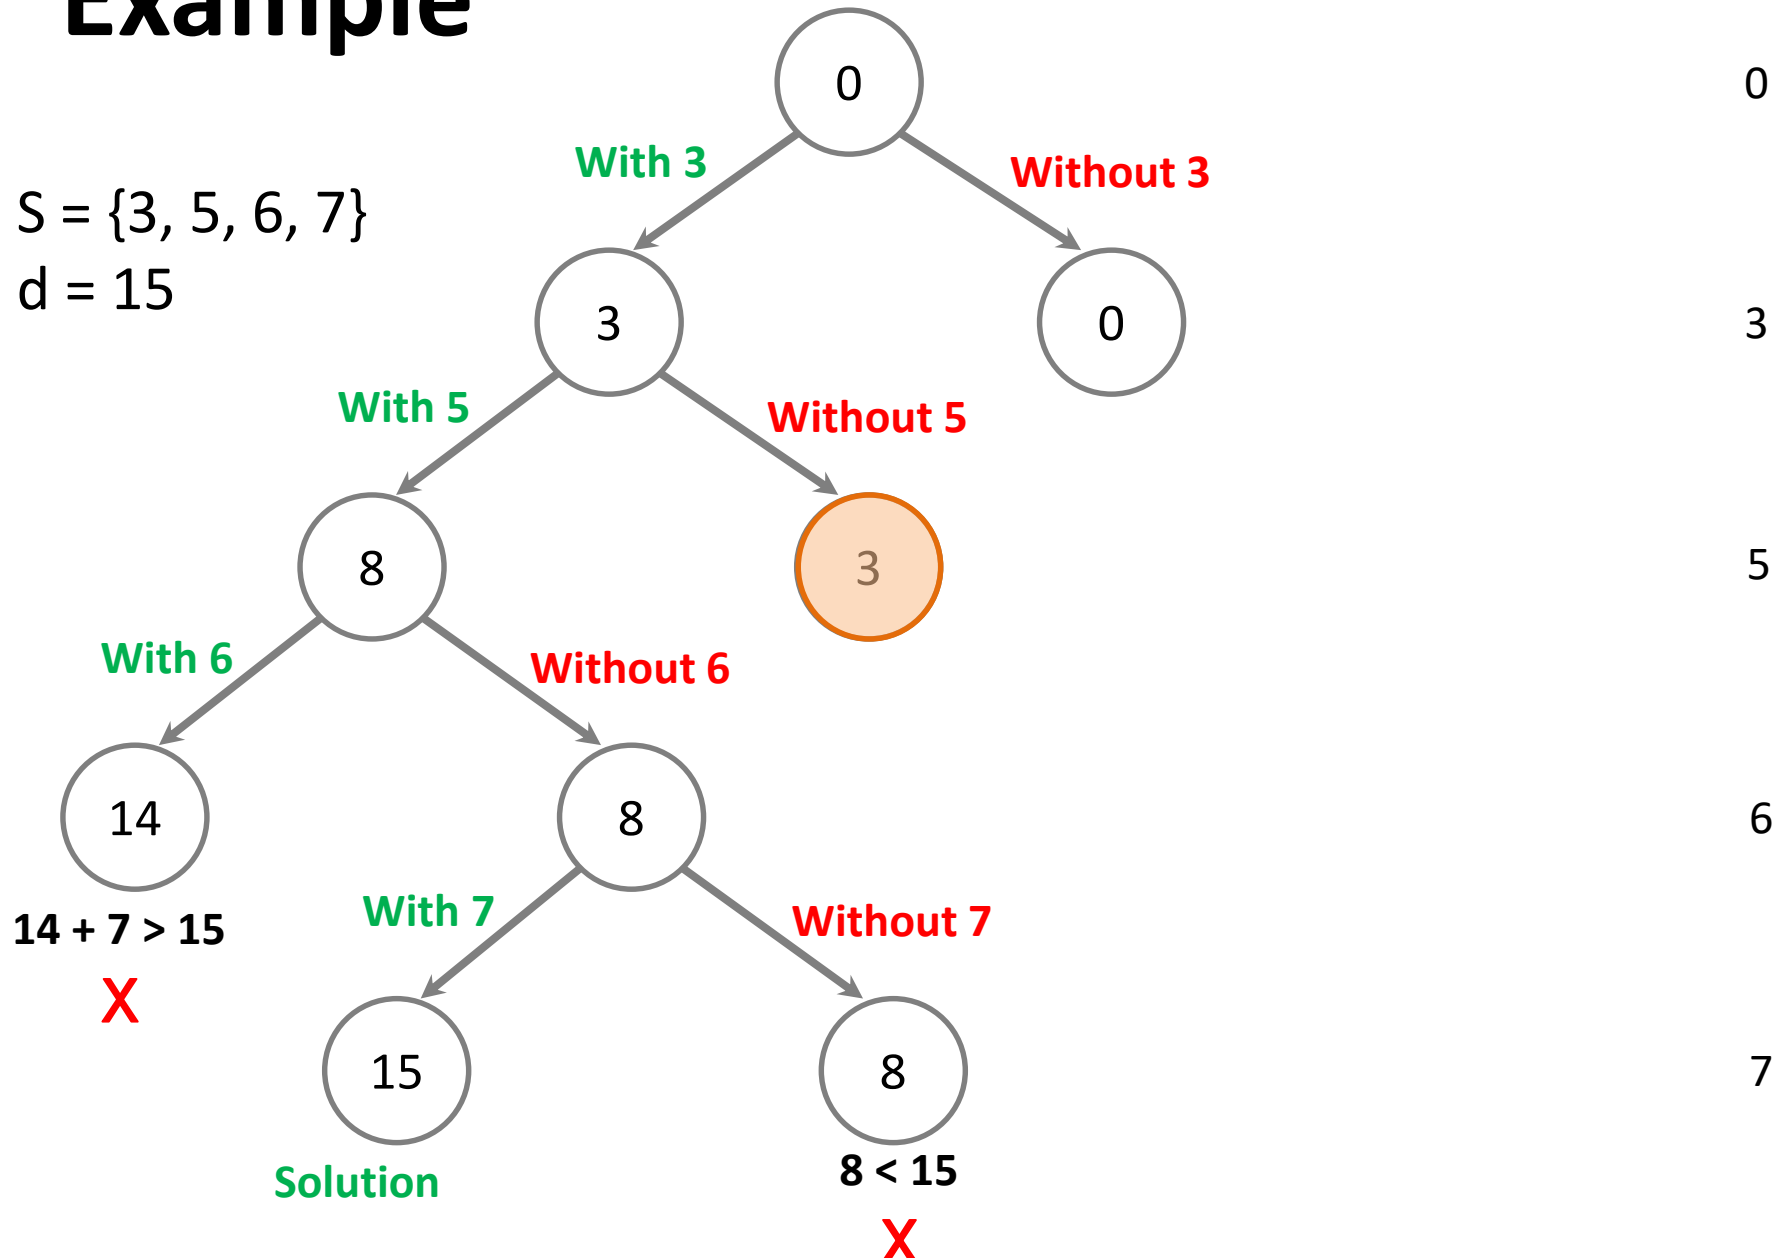 Example
0
0
With 3
Without 3
S = {3, 5, 6, 7}
d = 15
3
0
3
With 5
Without 5
8
3
5
With 6
Without 6
14
8
6
With 7
Without 7
14 + 7 > 15
X
15
8
7
8 < 15
Solution
X